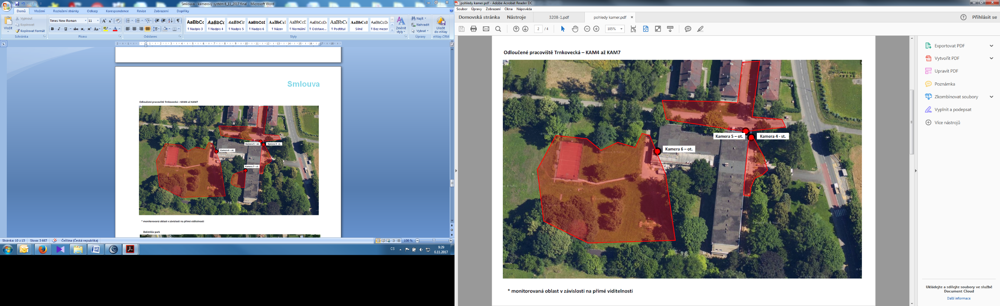 Smlouva - kamerový systém 6_11_2017 final - Microsoft Word
Domů Vložení Rozložení stránky Odkazy Korespondence Revize Zobrazení Doplňky
Vložit
Vyjmout
Kopírovat
Kopírovat formát
Schránka
Times New Roman 11
Písmo
Odstavec
AaBbCc AaBbCc AaBbCc AaBbCcI AaBbCcI AaBbCcI AaBbCcDc AaBbCc AaBbCcI AaBbCcDc
¶ Nadpis 3 ¶ Nadpis 4 ¶ Nadpis 5 ¶ Nadpis 6 ¶ Název ¶ Normální ¶ Odstave... ¶ Podtitul Silné ¶ Bez mezer
Styly
Změnit styly
Najít
Nahradit
Vybrat
Úpravy
Uložit do eWay
eWay-CRM
Smlouva
Odloučené pracoviště Trnkovecká – KAM4 až KAM7
Kamera 5 – ot.
Kamera 4 - st.
Kamera 6 – ot.
Kamera 7 – st.
* monitorovaná oblast v závislosti na přímé viditelnosti
Dalimilův park
Stránka: 10 z 13 Slova: 3 667 Čeština (Česká republika) 100 %
CS
9:29
6.11.2017
pohledy kamer.pdf - Adobe Acrobat Reader DC
Soubor Úpravy Zobrazení Okna Nápověda
Domovská stránka Nástroje 3208-1.pdf pohledy kamer.pdf × Přihlásit se
2 / 4 105%
Odloučené pracoviště Trnkovecká – KAM4 až KAM7
Kamera 5 – ot.
Kamera 4 - st.
Kamera 6 – ot.
* monitorovaná oblast v závislosti na přímé viditelnosti
Exportovat PDF
Vytvořit PDF
Upravit PDF
Poznámka
Zkombinovat soubory
Vyplnit a podepsat
Více nástrojů
Ukládejte a sdílejte soubory ve službě
Document Cloud
Další informace